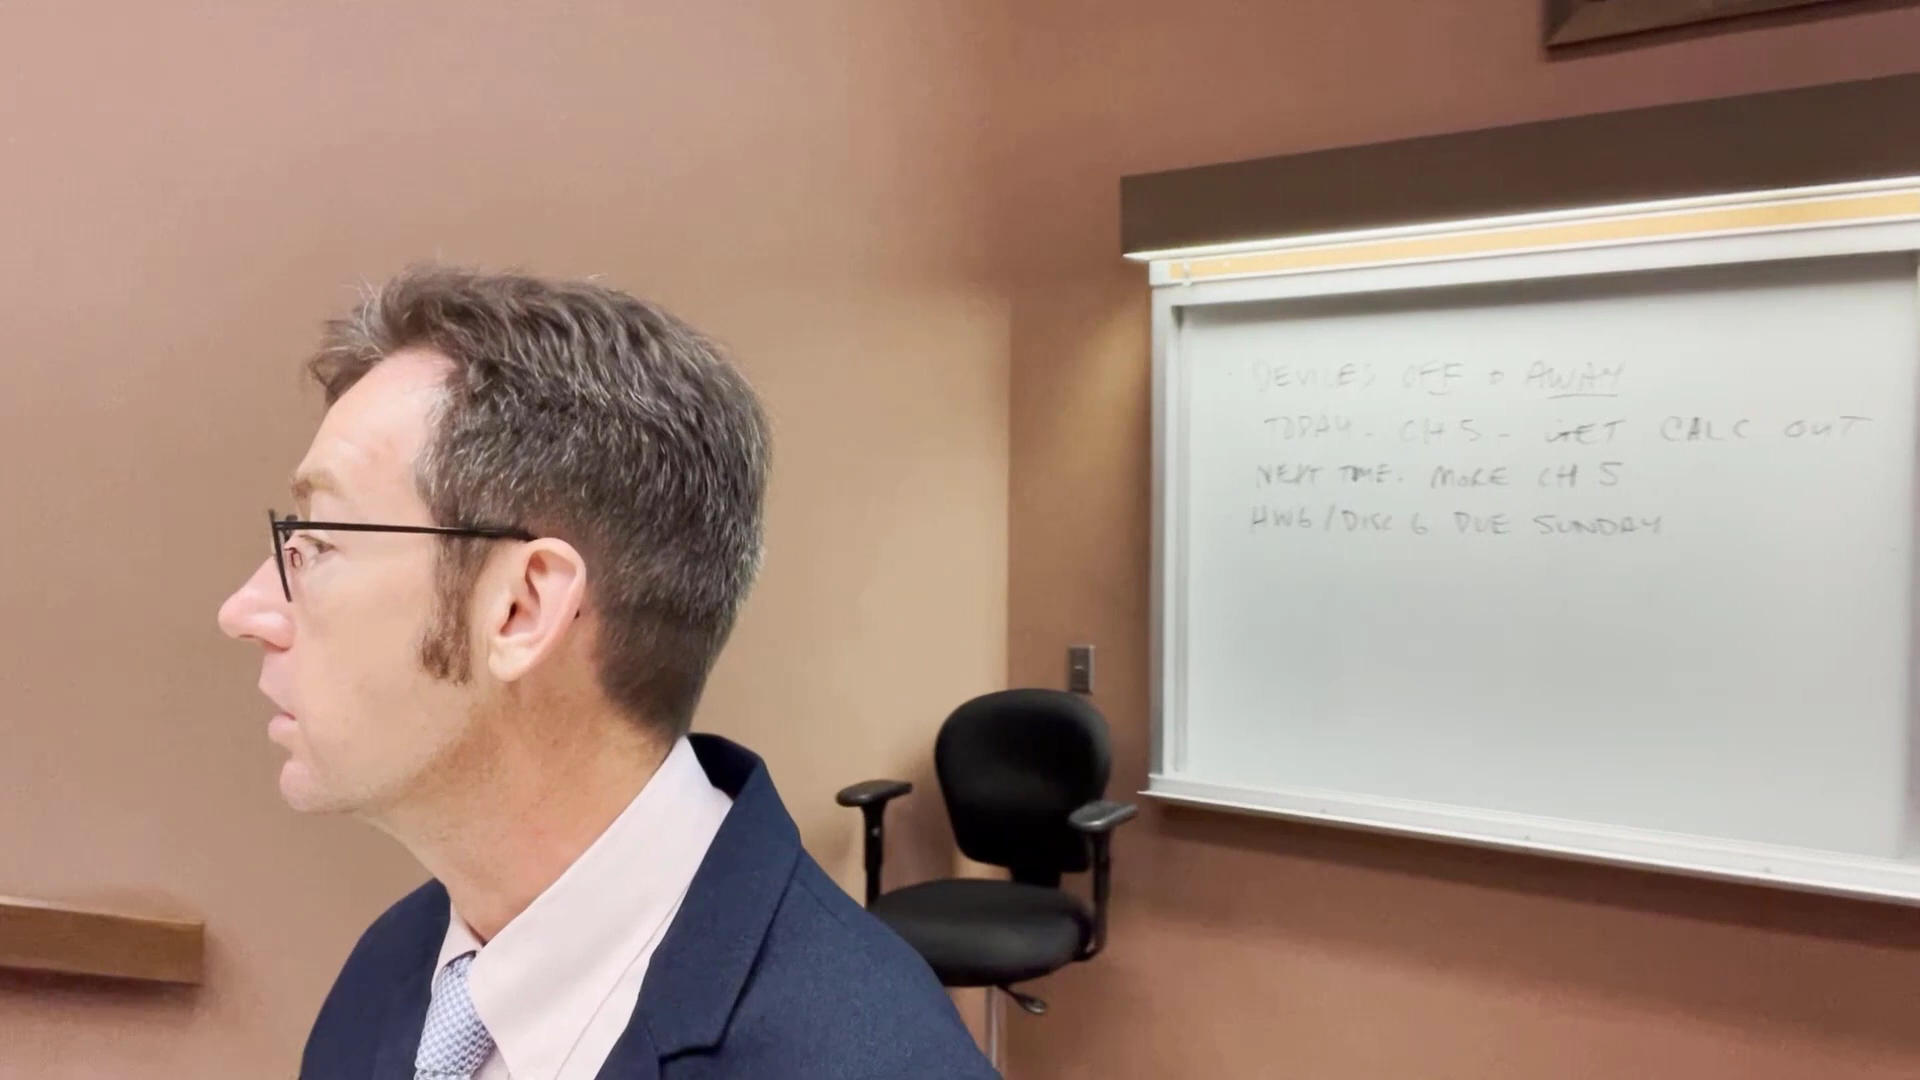 DEVICES OFF & AWAY
TODAY - CH 5 - GET CALC OUT
NEXT TIME. MORE CH 5
HW6 / DISC 6 DUE SUNDAY